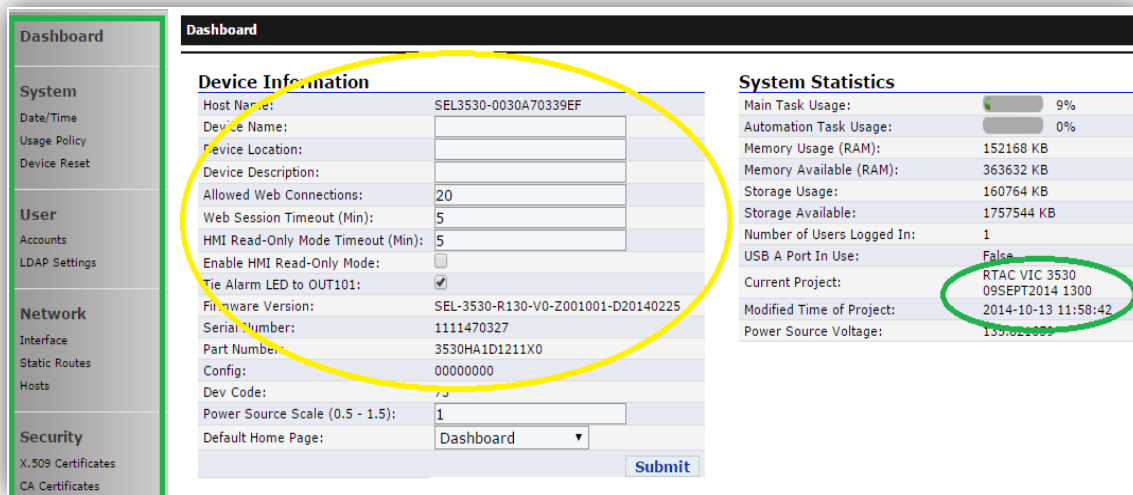 Dashboard
System
Date/Time
Usage Policy
Device Reset
User
Accounts
LDAP Settings
Network
Interface
Static Routes
Hosts
Security
X.509 Certificates
CA Certificates
Dashboard
Device Information
Host Name: SEL3530-0030A70339EF
Device Name:
Device Location:
Device Description:
Allowed Web Connections: 20
Web Session Timeout (Min): 5
HMI Read-Only Mode Timeout (Min): 5
Enable HMI Read-Only Mode:
Tie Alarm LED to OUT101:
Firmware Version: SEL-3530-R130-V0-Z001001-D20140225
Serial Number: 1111470327
Part Number: 3530HA1D1211X0
Config: 00000000
Dev Code:
Power Source Scale (0.5 - 1.5): 1
Default Home Page: Dashboard
Submit
System Statistics
Main Task Usage: 9%
Automation Task Usage: 0%
Memory Usage (RAM): 152168 KB
Memory Available (RAM): 363632 KB
Storage Usage: 160764 KB
Storage Available: 1757544 KB
Number of Users Logged In: 1
USB A Port In Use: False
Current Project: RTAC VIC 3530
09SEPT2014 1300
Modified Time of Project: 2014-10-13 11:58:42
Power Source Voltage: